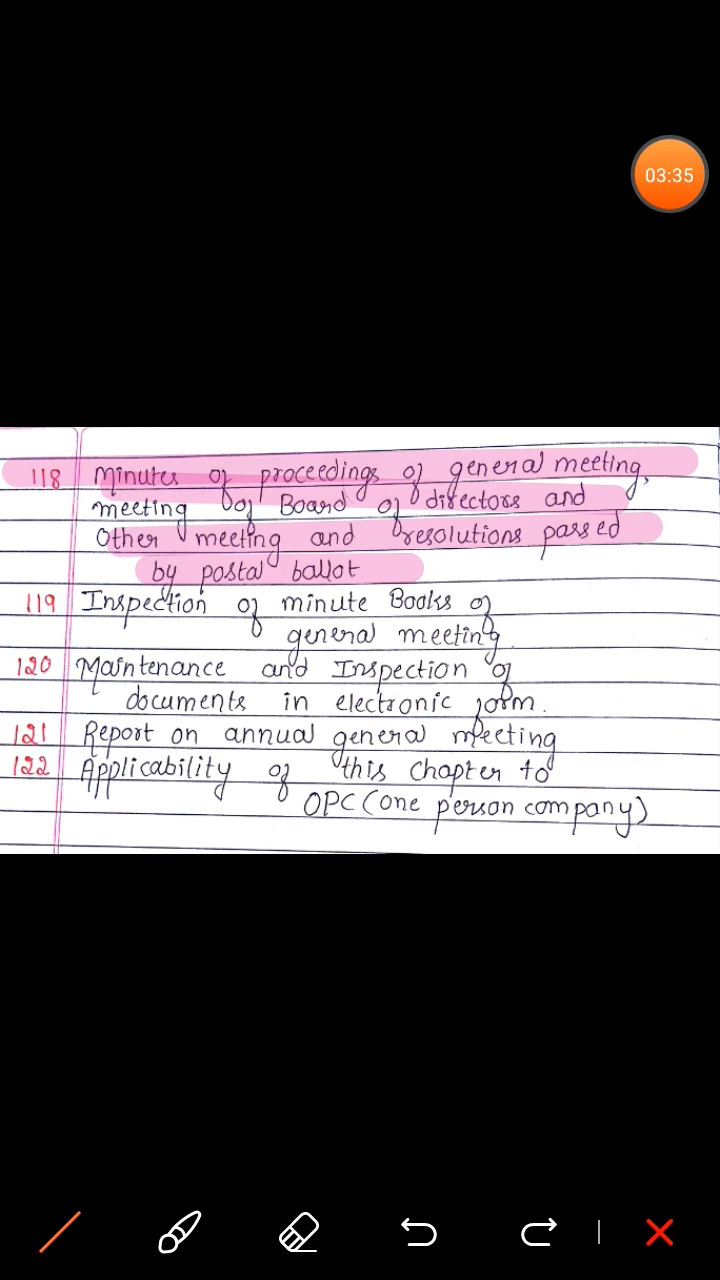 03:35
118 Minutes of proceedings of general meeting,
meeting of Board of directors and
Other meeting and resolutions passed
by postal ballot
119 Inspection of minute Books of
general meeting
120 Maintenance and Inspection of
documents in electronic form.
121 Report on annual general meeting
122 Applicability of this Chapter to
OPC (one person company)